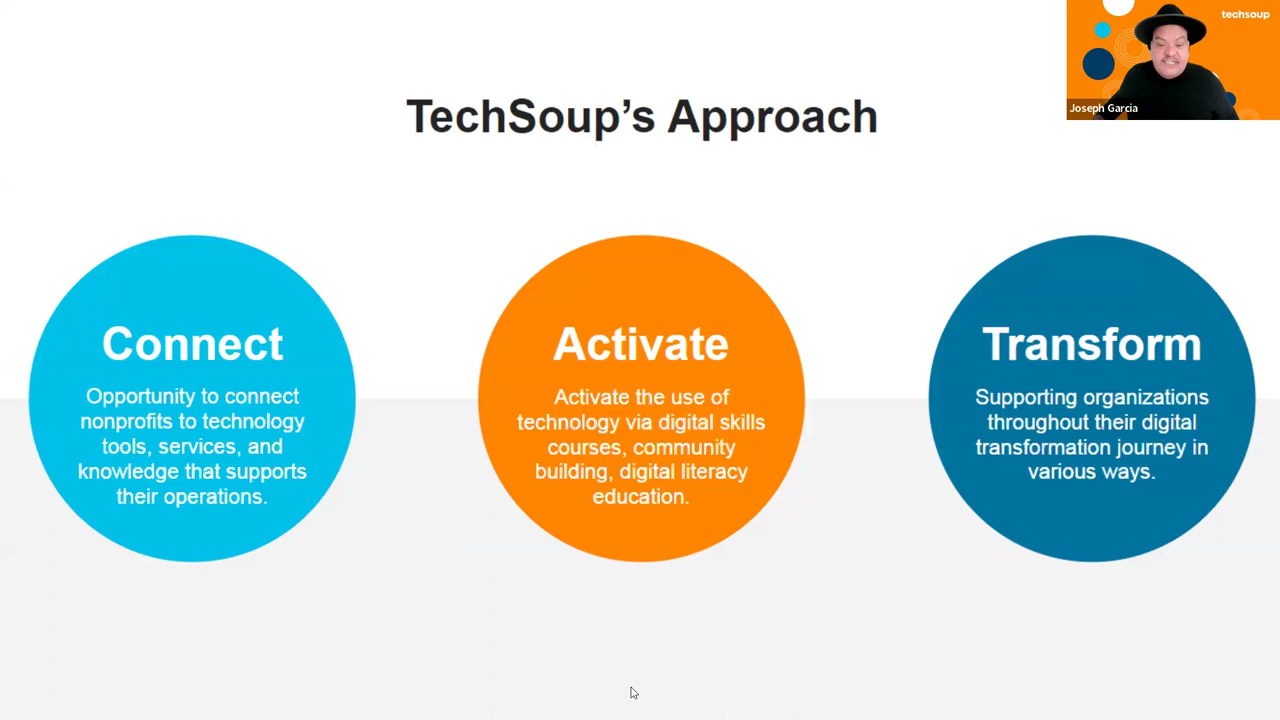 techsoup
Joseph Garcia
TechSoup’s Approach
Connect
Opportunity to connect
nonprofits to technology
tools, services, and
knowledge that supports
their operations.
Activate
Activate the use of
technology via digital skills
courses, community
building, digital literacy
education.
Transform
Supporting organizations
throughout their digital
transformation journey in
various ways.